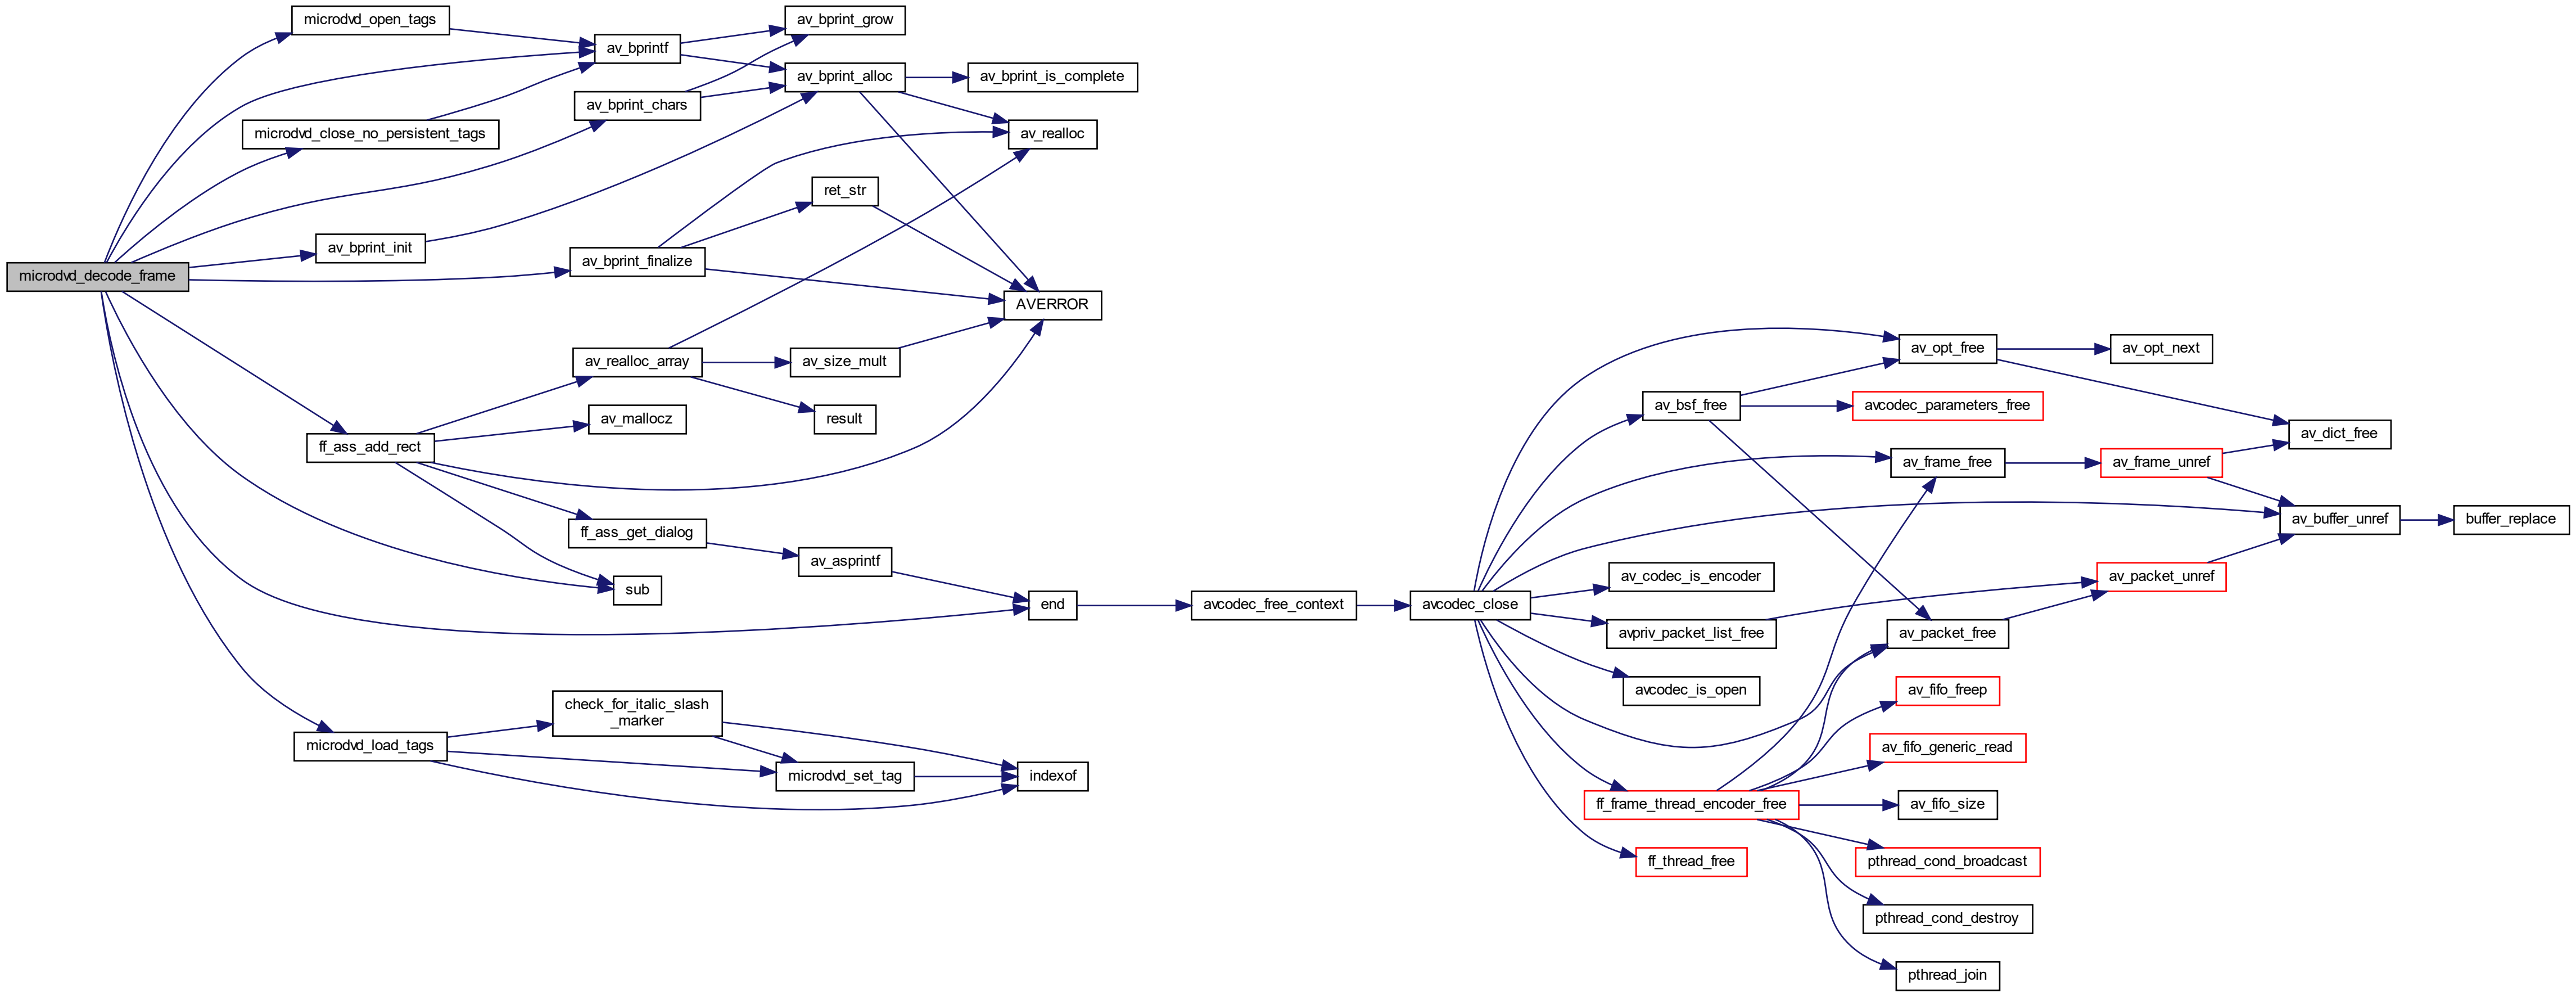 microdvd_decode_frame
microdvd_open_tags
microdvd_close_no_persistent_tags
av_bprint_init
ff_ass_add_rect
microdvd_load_tags
av_bprintf
av_bprint_chars
av_bprint_finalize
av_realloc_array
av_mallocz
ff_ass_get_dialog
sub
check_for_italic_slash
_marker
av_bprint_grow
av_bprint_alloc
ret_str
av_size_mult
result
av_asprintf
microdvd_set_tag
av_bprint_is_complete
av_realloc
AVERROR
end
indexof
avcodec_free_context
avcodec_close
av_bsf_free
av_codec_is_encoder
avpriv_packet_list_free
avcodec_is_open
ff_frame_thread_encoder_free
ff_thread_free
av_opt_free
avcodec_parameters_free
av_frame_free
av_packet_free
av_fifo_freep
av_fifo_generic_read
av_fifo_size
pthread_cond_broadcast
pthread_cond_destroy
pthread_join
av_opt_next
av_frame_unref
av_packet_unref
av_dict_free
av_buffer_unref
buffer_replace